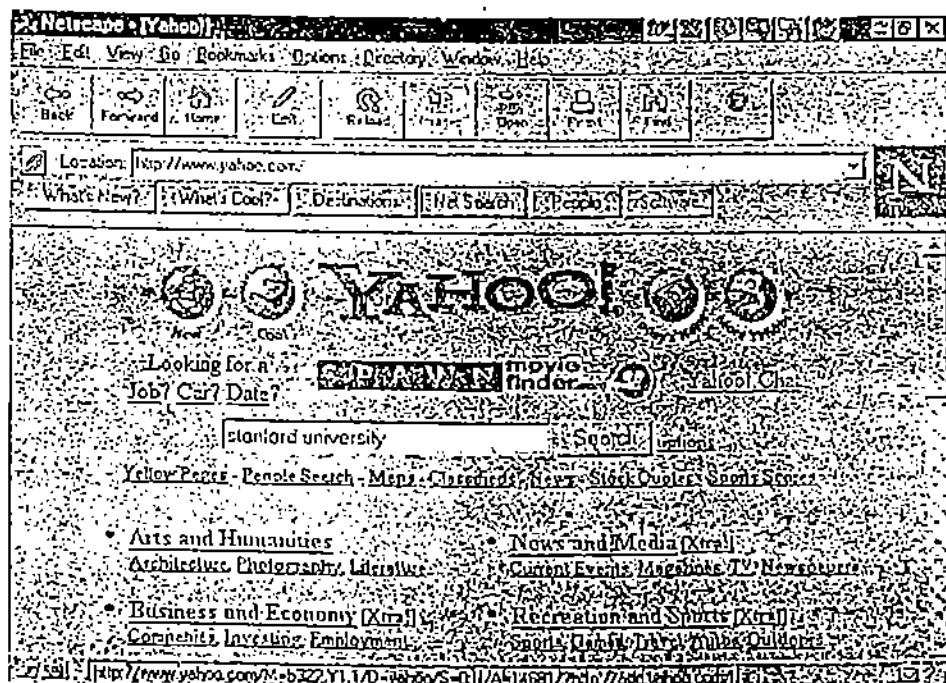 Netscape - [Yahoo!]
File Edit View Go Bookmarks Options Directory Window Help
Back Forward Home Edit Reload Open Print Find
Location: http://www.yahoo.com/
What's New? What's Cool? Destinations Net Search People Software
N
YAHOO!
New Cool
Looking for a
Job? Car? Date?
movie
finder
Yahoo! Chat
stanford university Search options
Yellow Pages - People Search - Maps - Classifieds - News - Stock Quotes - Sports Scores
• Arts and Humanities
Architecture, Photography, Literature
• News and Media [Xtra!]
Current Events, Magazines, TV, Newspapers
• Business and Economy [Xtra!]
Companies, Investing, Employment
• Recreation and Sports [Xtra!]
Sports, Games, Travel, Autos, Outdoors